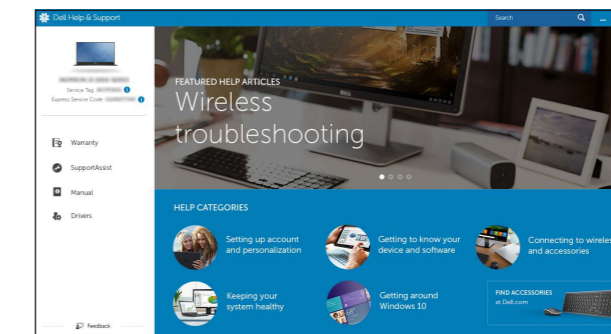 Dell Help & Support
Search
Service Tag:
Express Service Code:
Warranty
SupportAssist
Manual
Drivers
Feedback
FEATURED HELP ARTICLES
Wireless
troubleshooting
HELP CATEGORIES
Setting up account
and personalization
Getting to know your
device and software
Connecting to wireles
and accessories
Keeping your
system healthy
Getting around
Windows 10
FIND ACCESSORIES
at Dell.com